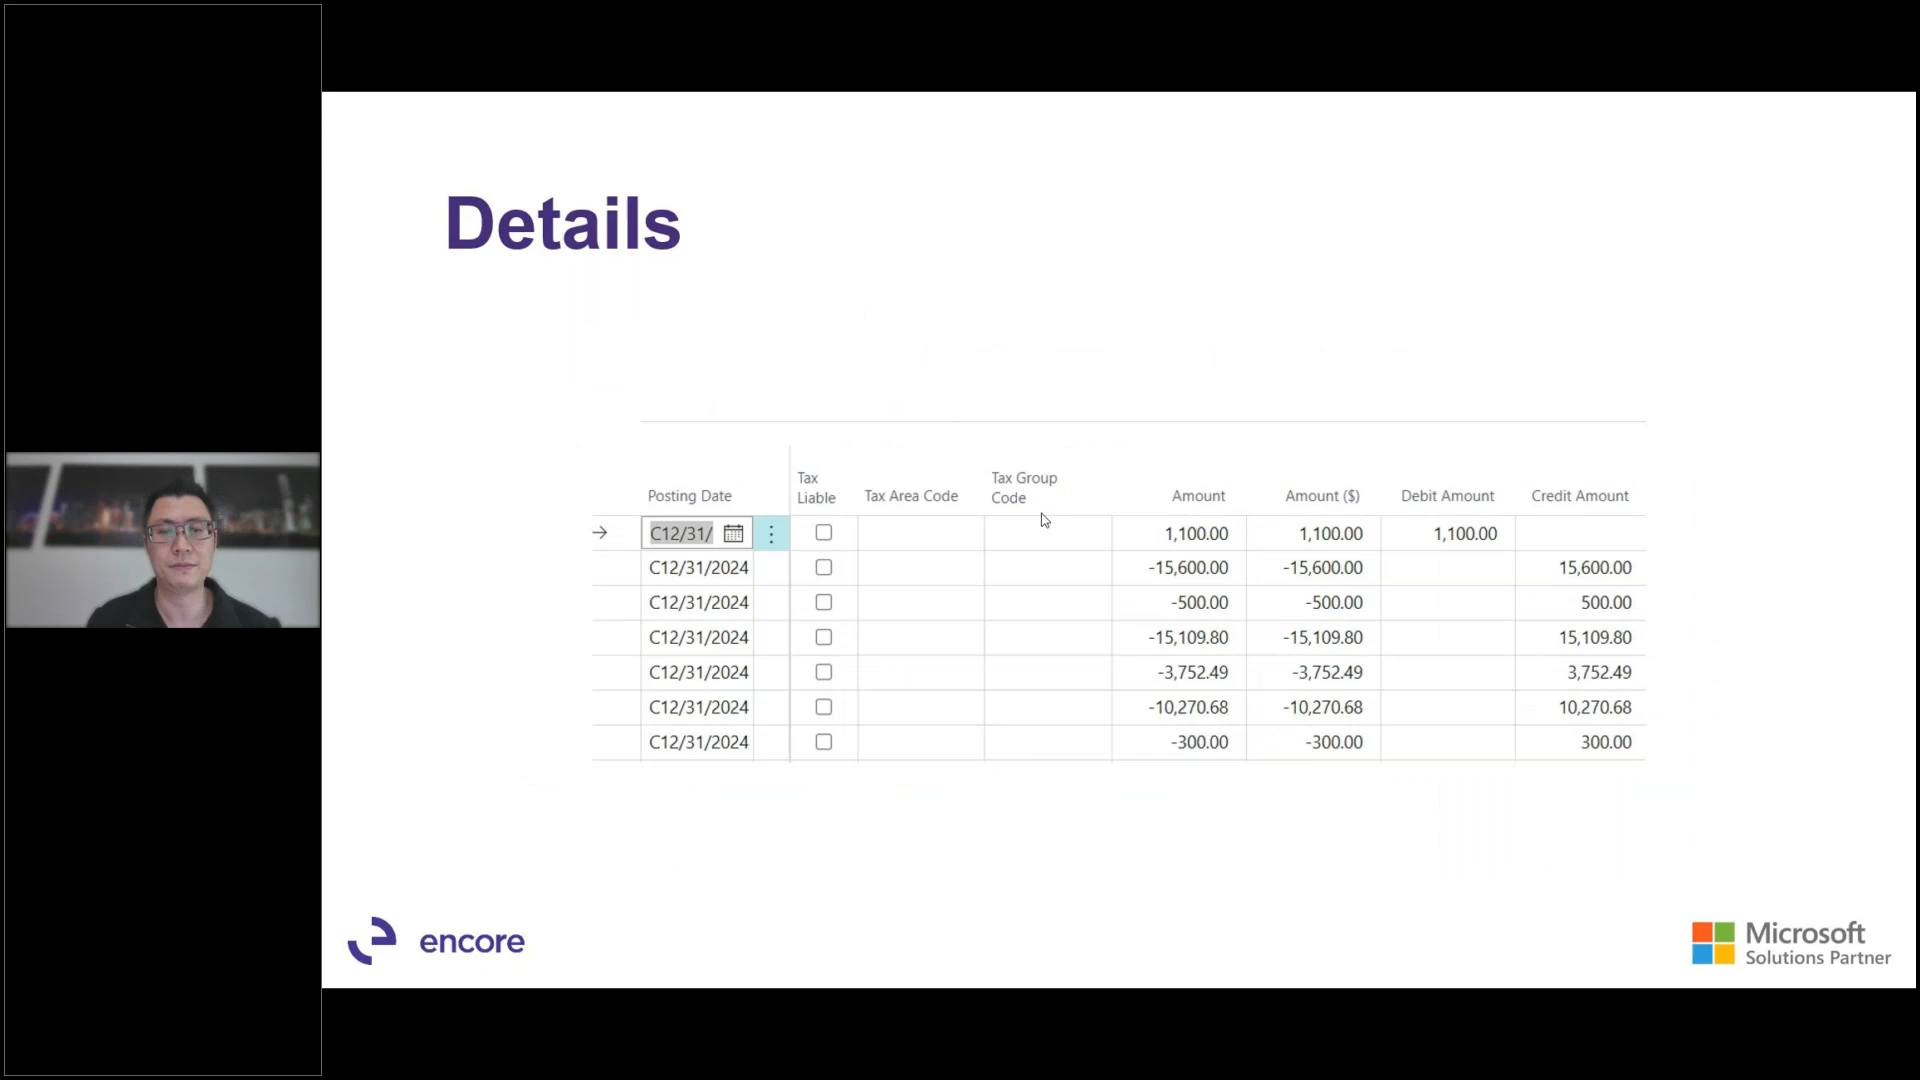 Details
Posting Date Tax Liable Tax Area Code Tax Group Code Amount Amount ($) Debit Amount Credit Amount
C12/31/ 1,100.00 1,100.00 1,100.00
C12/31/2024 -15,600.00 -15,600.00 15,600.00
C12/31/2024 -500.00 -500.00 500.00
C12/31/2024 -15,109.80 -15,109.80 15,109.80
C12/31/2024 -3,752.49 -3,752.49 3,752.49
C12/31/2024 -10,270.68 -10,270.68 10,270.68
C12/31/2024 -300.00 -300.00 300.00
encore
Microsoft
Solutions Partner